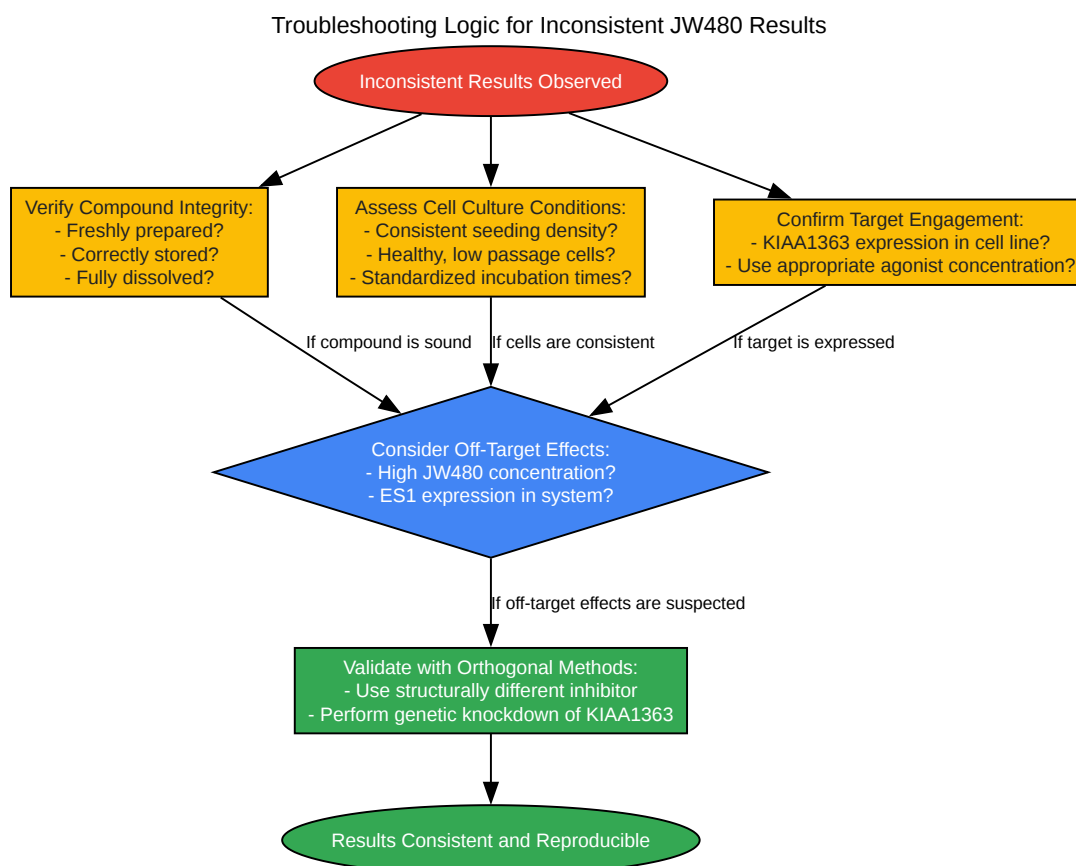 Troubleshooting Logic for Inconsistent JW480 Results
Inconsistent Results Observed
Verify Compound Integrity:
- Freshly prepared?
- Correctly stored?
- Fully dissolved?
Assess Cell Culture Conditions:
- Consistent seeding density?
- Healthy, low passage cells?
- Standardized incubation times?
Confirm Target Engagement:
- KIAA1363 expression in cell line?
- Use appropriate agonist concentration?
If compound is sound
If cells are consistent
If target is expressed
Consider Off-Target Effects:
- High JW480 concentration?
- ES1 expression in system?
If off-target effects are suspected
Validate with Orthogonal Methods:
- Use structurally different inhibitor
- Perform genetic knockdown of KIAA1363
Results Consistent and Reproducible